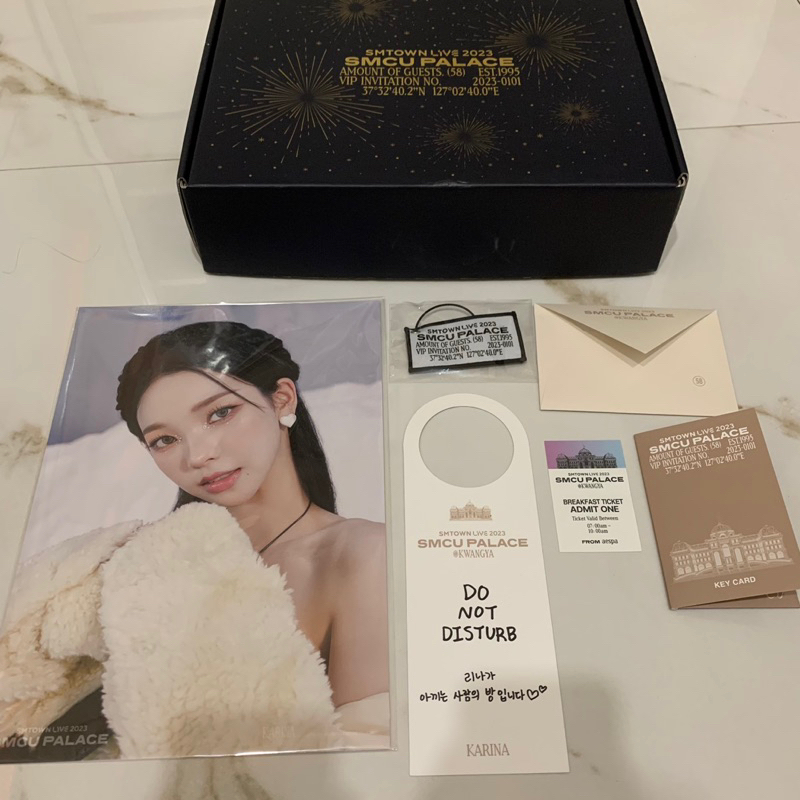 SMTOWN LIVE 2023
SMCU PALACE
AMOUNT OF GUESTS. (58) EST.1995
VIP INVITATION NO. 2023-0101
37°32'40.2"N 127°02'40.0"E
SMTOWN LIVE 2023
SMCU PALACE
AMOUNT OF GUESTS. (58) EST.1995
VIP INVITATION NO. 2023-0101
37°32'40.2"N 127°02'40.0"E
SMCU PALACE
@KWANGYA
58
SMTOWN LIVE 2023
SMCU PALACE
@KWANGYA
DO
NOT
DISTURB
리나가
아끼는 사람의 방입니다♡♡
KARINA
SMCU PALACE
@KWANGYA
BREAKFAST TICKET
ADMIT ONE
Ticket Valid Between
07:00am -
10:00am
FROM aespa
SMTOWN LIVE 2023
SMCU PALACE
AMOUNT OF GUESTS. (58) EST.1995
VIP INVITATION NO. 2023-0101
37°32'40.2"N 127°02'40.0"E
KEY CARD
SMTOWN LIVE 2023
SMCU PALACE
KARINA